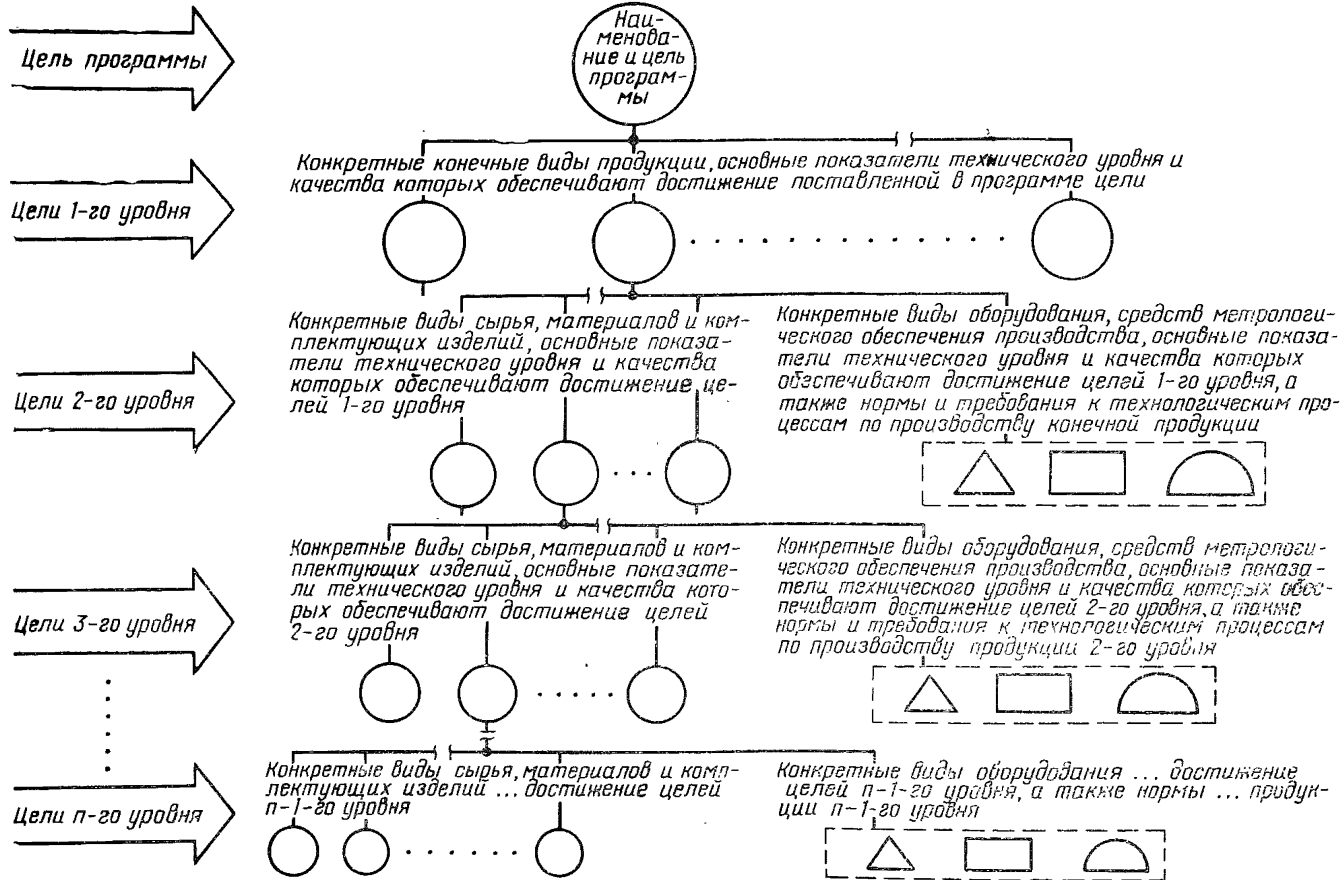 Цель программы
Наи-
менова-
ние и цель
програм-
мы
Цели 1-го уровня
Конкретные конечные виды продукции, основные показатели технического уровня и
качества которых обеспечивают достижение поставленной в программе цели
Цели 2-го уровня
Конкретные виды сырья, материалов и ком-
плектующих изделий, основные показа-
тели технического уровня и качества
которых обеспечивают достижение це-
лей 1-го уровня
Конкретные виды оборудования, средств метрологи-
ческого обеспечения производства, основные показа-
тели технического уровня и качества которых
обеспечивают достижение целей 1-го уровня, а
также нормы и требования к технологическим про-
цессам по производству конечной продукции
Цели 3-го уровня
Конкретные виды сырья, материалов и ком-
плектующих изделий, основные показате-
ли технического уровня и качества кото-
рых обеспечивают достижение целей
2-го уровня
Конкретные виды оборудования, средств метрологи-
ческого обеспечения производства, основные показа-
тели технического уровня и качества которых обес-
печивают достижение целей 2-го уровня, а также
нормы и требования к технологическим процессам
по производству продукции 2-го уровня
Цели n-го уровня
Конкретные виды сырья, материалов и комп-
лектующих изделий ... достижение целей
n-1-го уровня
Конкретные виды оборудования ... достижение
целей n-1-го уровня, а также нормы ... продук-
ции n-1-го уровня